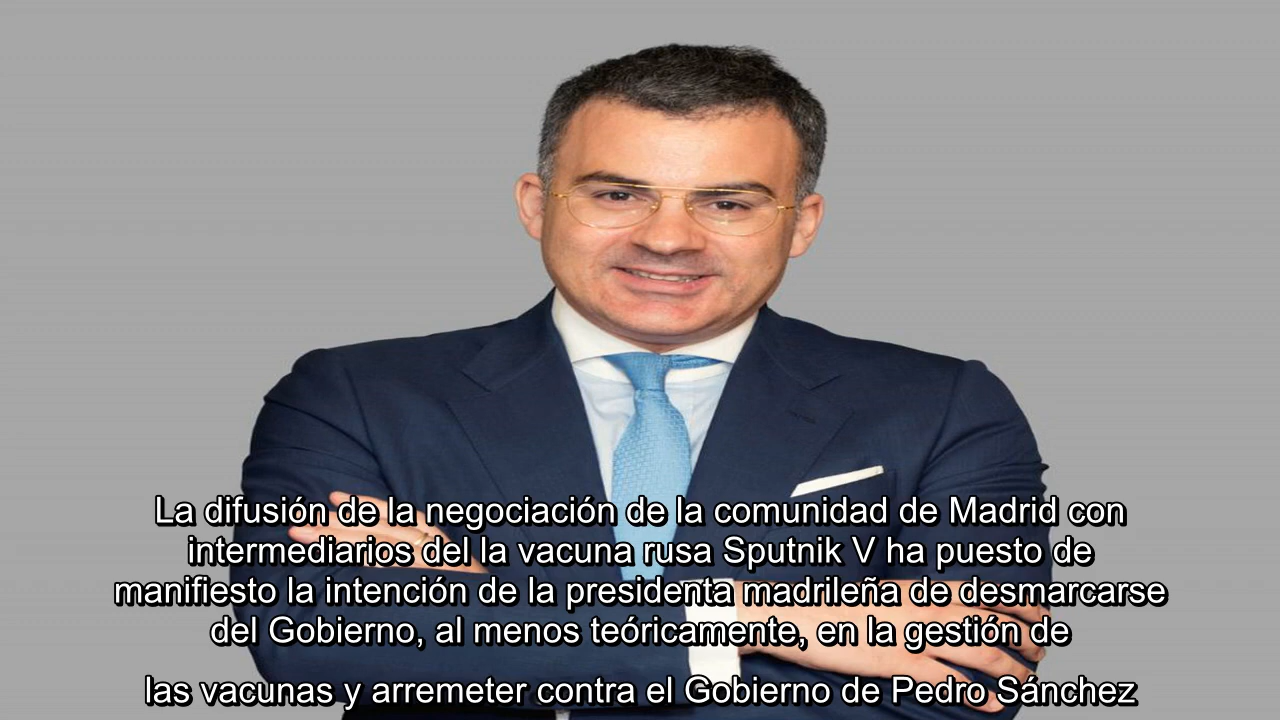 La difusión de la negociación de la comunidad de Madrid con
intermediarios del la vacuna rusa Sputnik V ha puesto de
manifiesto la intención de la presidenta madrileña de desmarcarse
del Gobierno, al menos teóricamente, en la gestión de
las vacunas y arremeter contra el Gobierno de Pedro Sánchez